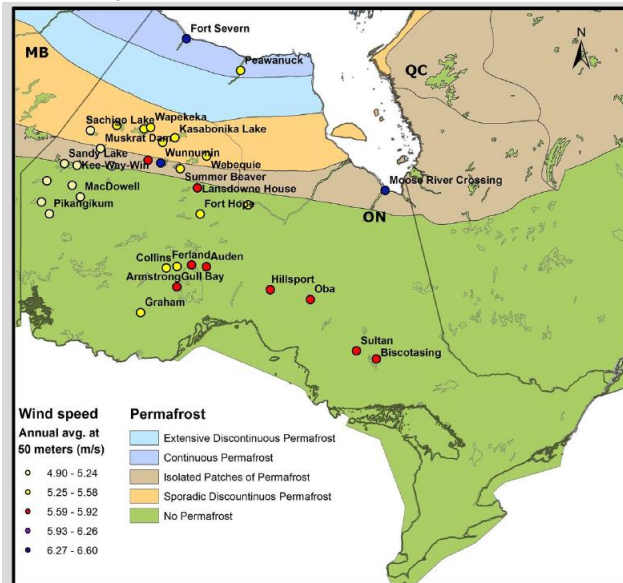 Fort Severn
MB
Peawanuck
N
QC
Sachigo Lake
Wapekeka
Kasabonika Lake
Muskrat Dam
Sandy Lake
Wunnumin
Kee-Way-Win
Webequie
Summer Beaver
MacDowell
Lansdowne House
Moose River Crossing
Pikangikum
Fort Hope
ON
Collins
Ferland
Auden
Armstrong
Gull Bay
Hillsport
Oba
Graham
Sultan
Biscotasing
Wind speed
Annual avg. at
50 meters (m/s)
4.90 - 5.24
5.25 - 5.58
5.59 - 5.92
5.93 - 6.26
6.27 - 6.60
Permafrost
Extensive Discontinuous Permafrost
Continuous Permafrost
Isolated Patches of Permafrost
Sporadic Discountinuos Permafrost
No Permafrost